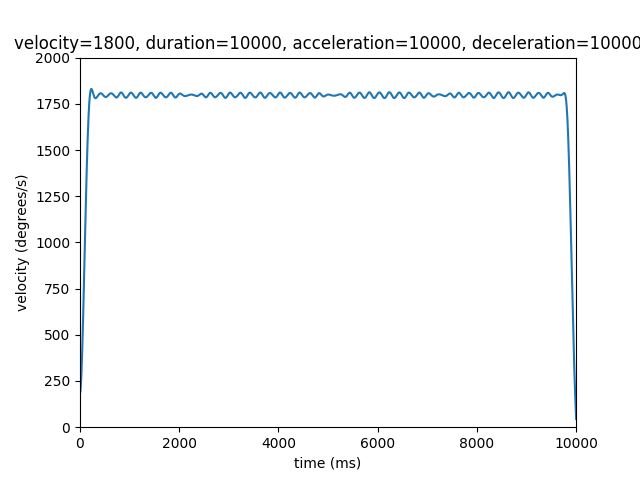 velocity=1800, duration=10000, acceleration=10000, deceleration=10000
2000
1750
1500
1250
1000
750
500
250
0
velocity (degrees/s)
0 2000 4000 6000 8000 10000
time (ms)